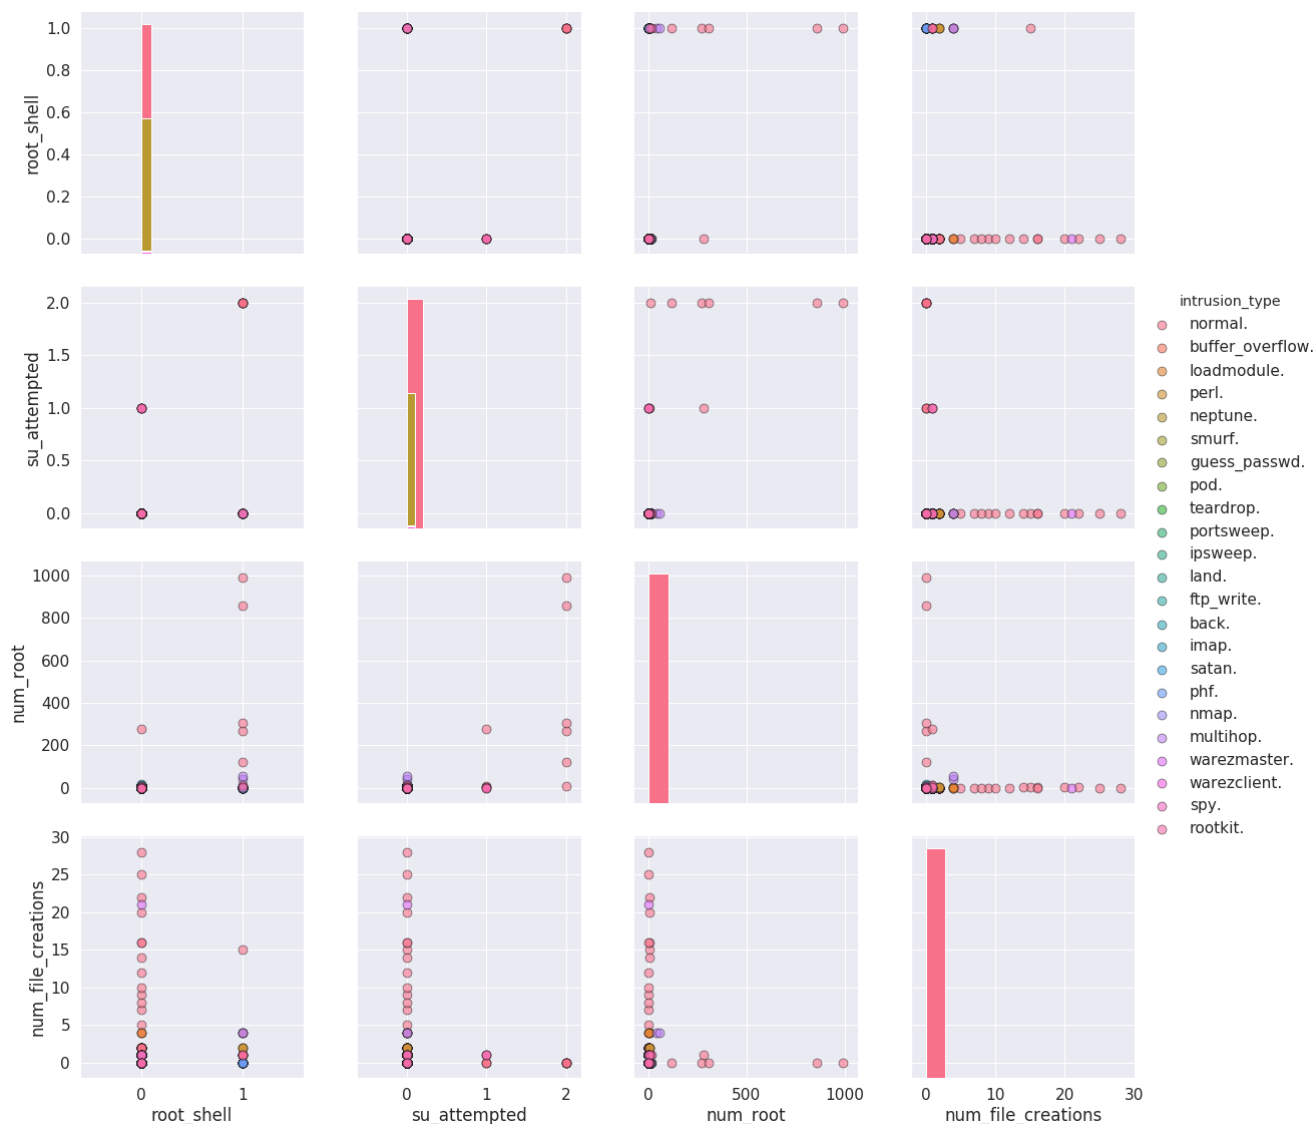 1.0
0.8
0.6
0.4
0.2
0.0
root_shell
2.0
1.5
1.0
0.5
0.0
su_attempted
intrusion_type
normal.
buffer_overflow.
loadmodule.
perl.
neptune.
smurf.
guess_passwd.
pod.
teardrop.
portsweep.
ipsweep.
land.
ftp_write.
back.
imap.
satan.
phf.
nmap.
multihop.
warezmaster.
warezclient.
spy.
rootkit.
1000
800
600
400
200
0
num_root
30
25
20
15
10
5
0
num_file_creations
0 1
root_shell
0 1 2
su_attempted
0 500 1000
num_root
0 10 20 30
num_file_creations